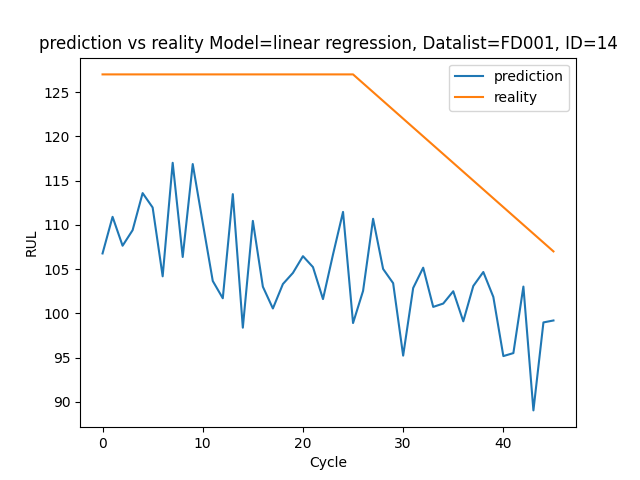 prediction vs reality Model=linear regression, Datalist=FD001, ID=14
prediction
reality
125
120
115
110
105
100
95
90
RUL
0 10 20 30 40
Cycle